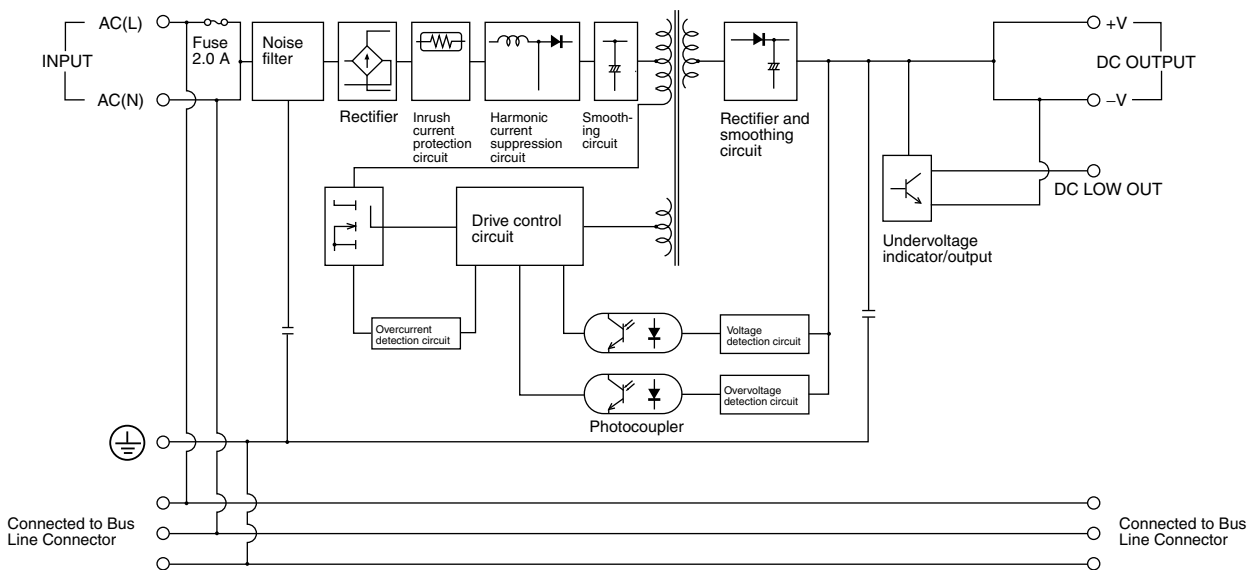 AC(L)
INPUT
AC(N)
Fuse
2.0 A
Noise
filter
Rectifier
Inrush
current
protection
circuit
Harmonic
current
suppression
circuit
Smooth-
ing
circuit
Rectifier and
smoothing
circuit
+V
DC OUTPUT
–V
DC LOW OUT
Undervoltage
indicator/output
Drive control
circuit
Overcurrent
detection circuit
Voltage
detection circuit
Overvoltage
detection circuit
Photocoupler
Connected to Bus
Line Connector
Connected to Bus
Line Connector